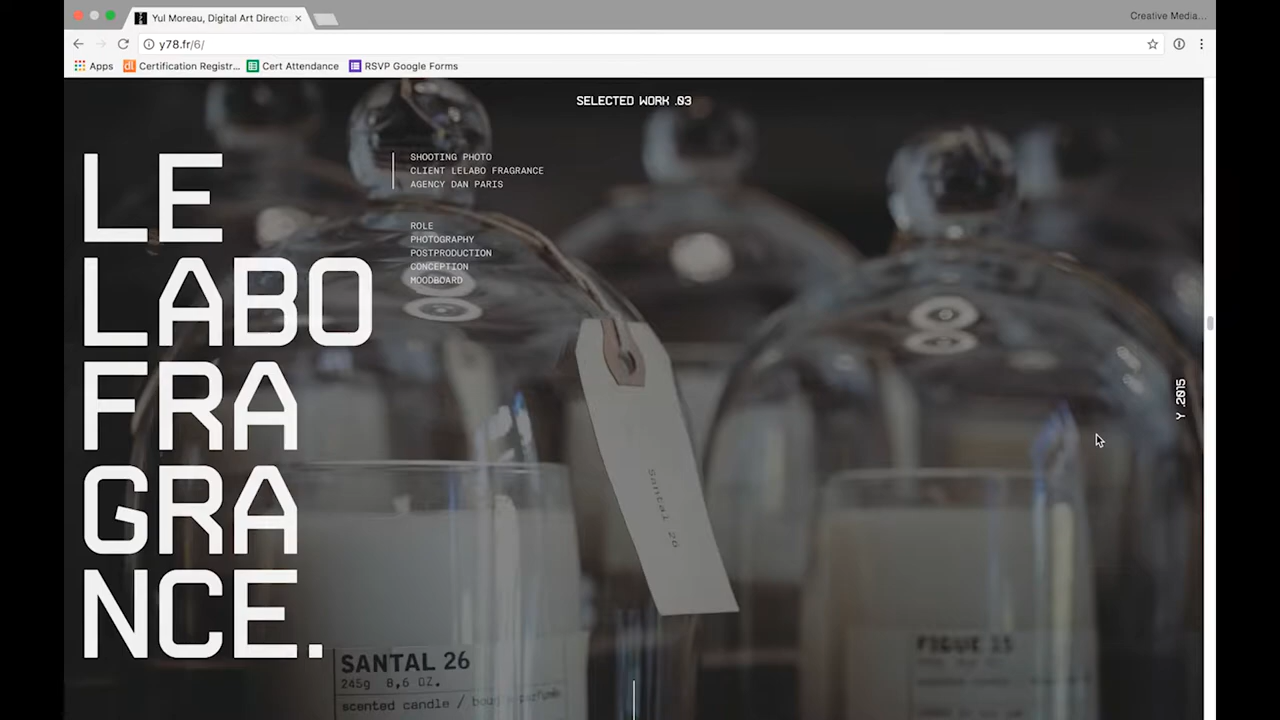 Yul Moreau, Digital Art Directo
Creative Media...
y78.fr/6/
Apps
Certification Registr...
Cert Attendance
RSVP Google Forms
SELECTED WORK .03
LE
LABO
FRA
GRA
NCE.
SHOOTING PHOTO
CLIENT LELABO FRAGRANCE
AGENCY DAN PARIS
ROLE
PHOTOGRAPHY
POSTPRODUCTION
CONCEPTION
MOODBOARD
Y .2015
Santal 26
SANTAL 26
245g 8,6 OZ.
scented candle / bougie parfumée
FIGUE 15